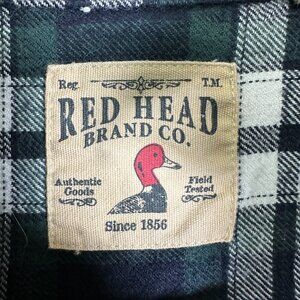 Reg. T.M.
RED HEAD
BRAND CO.
Authentic Field
Goods Tested
Since 1856